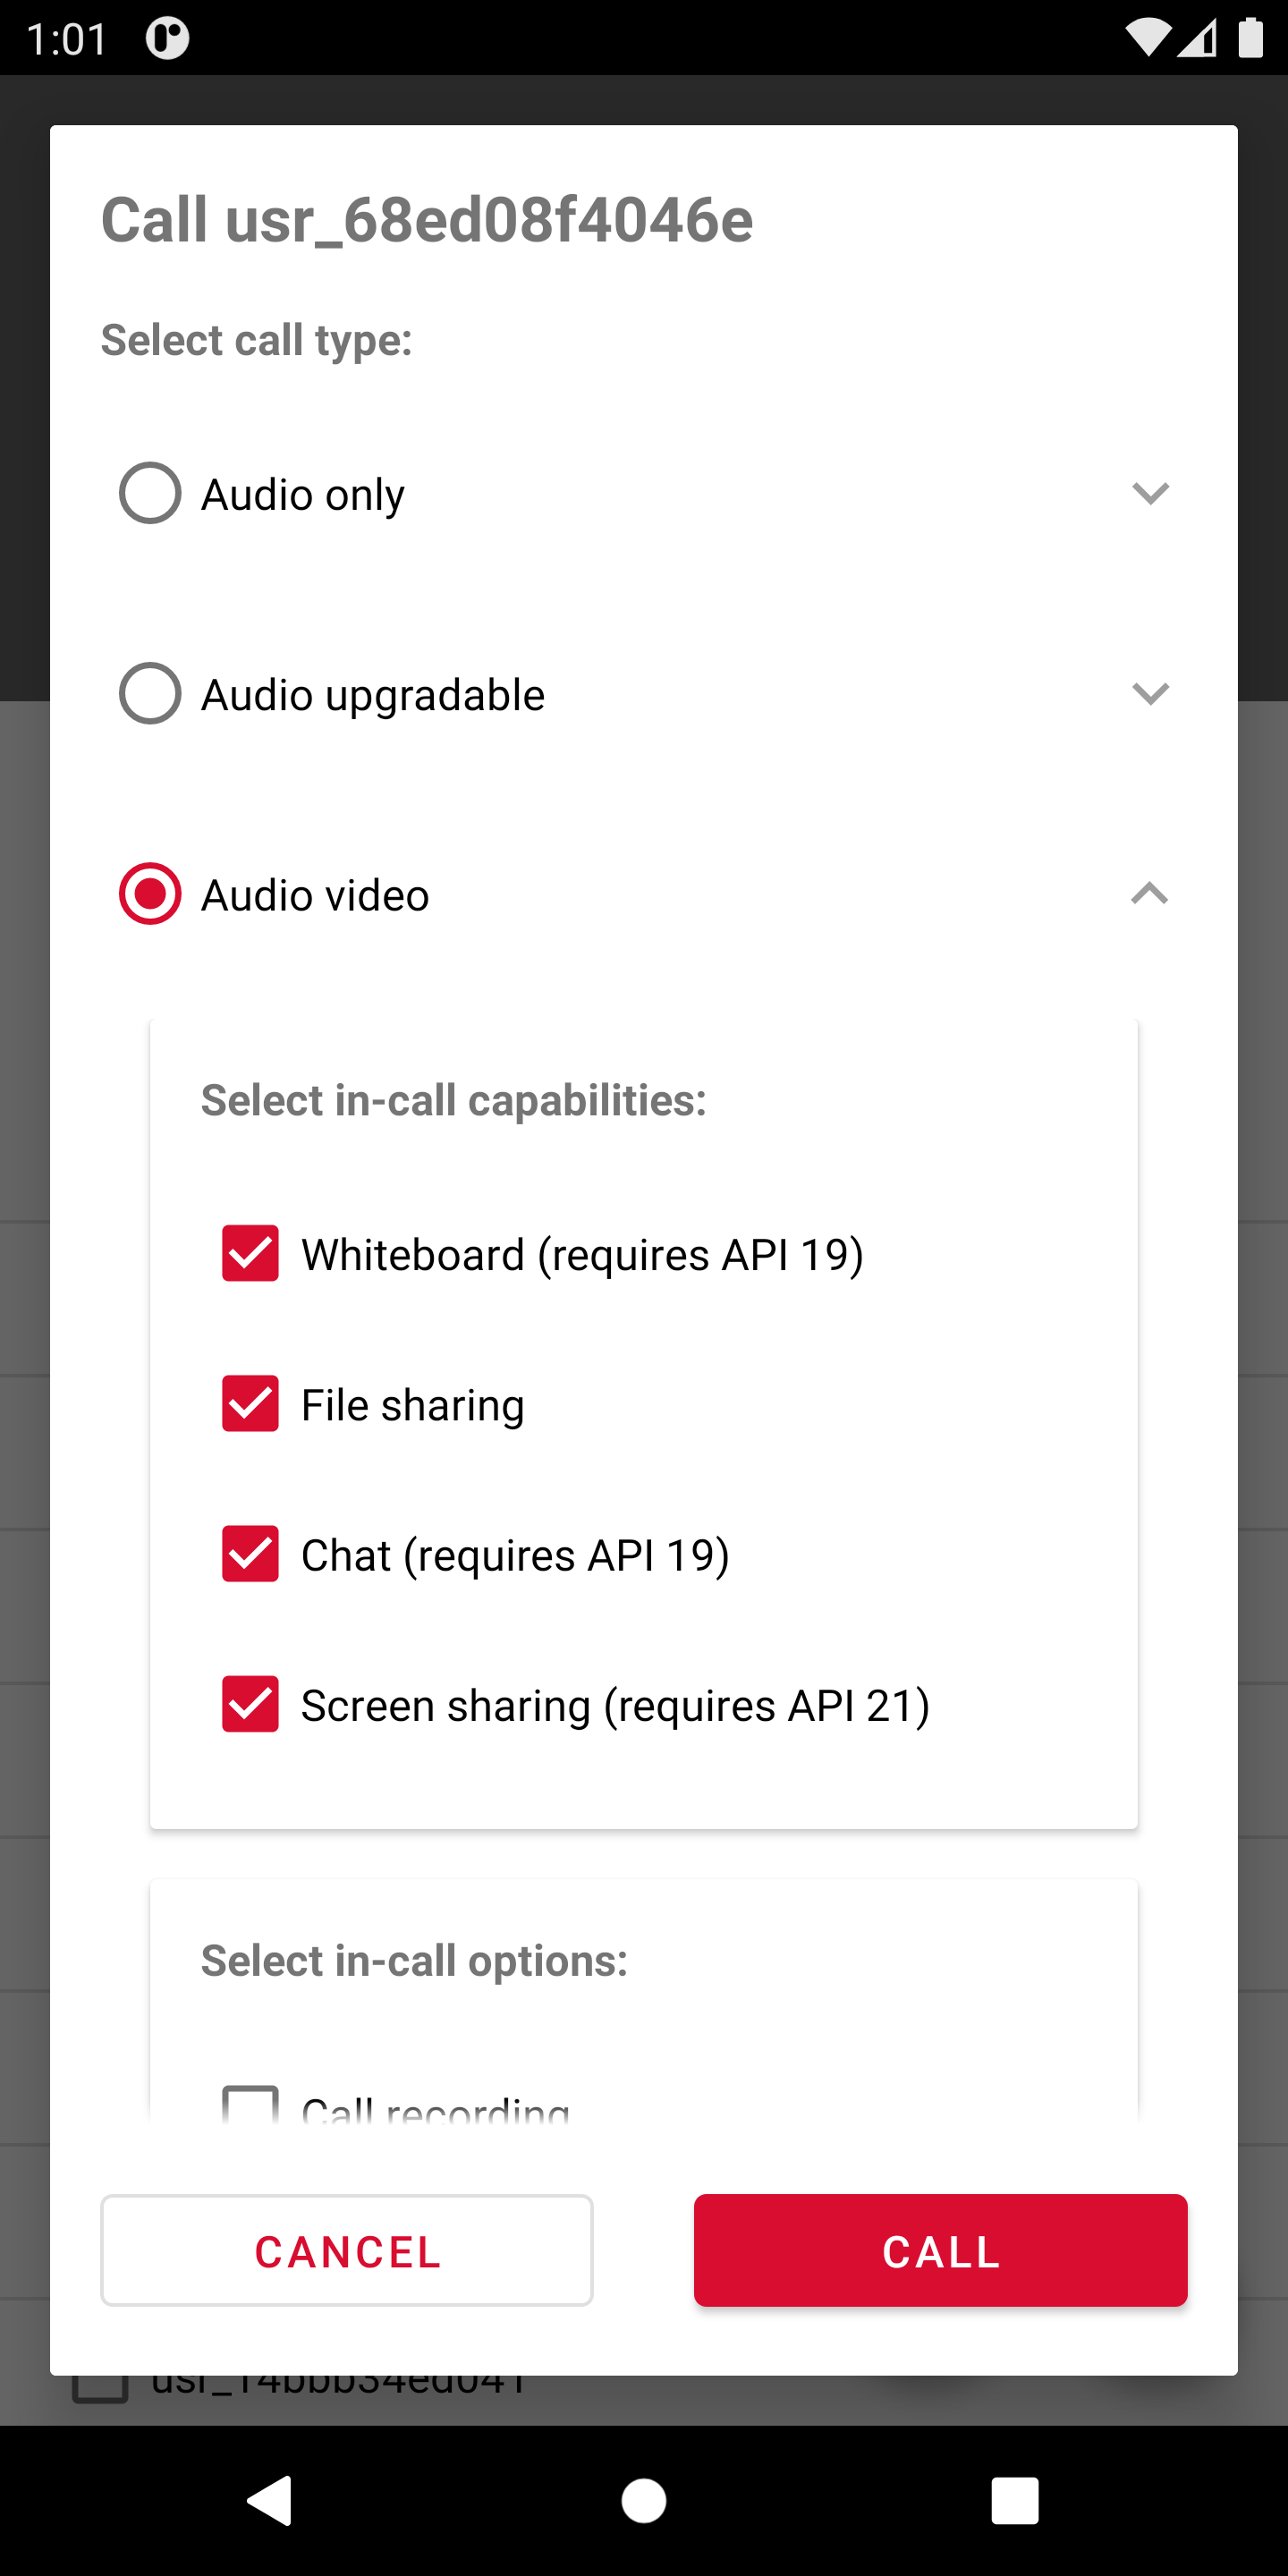 1:01
Call usr_68ed08f4046e
Select call type:
Audio only
Audio upgradable
Audio video
Select in-call capabilities:
Whiteboard (requires API 19)
File sharing
Chat (requires API 19)
Screen sharing (requires API 21)
Select in-call options:
Call recording
CANCEL
CALL
usr_14bbb34ed041